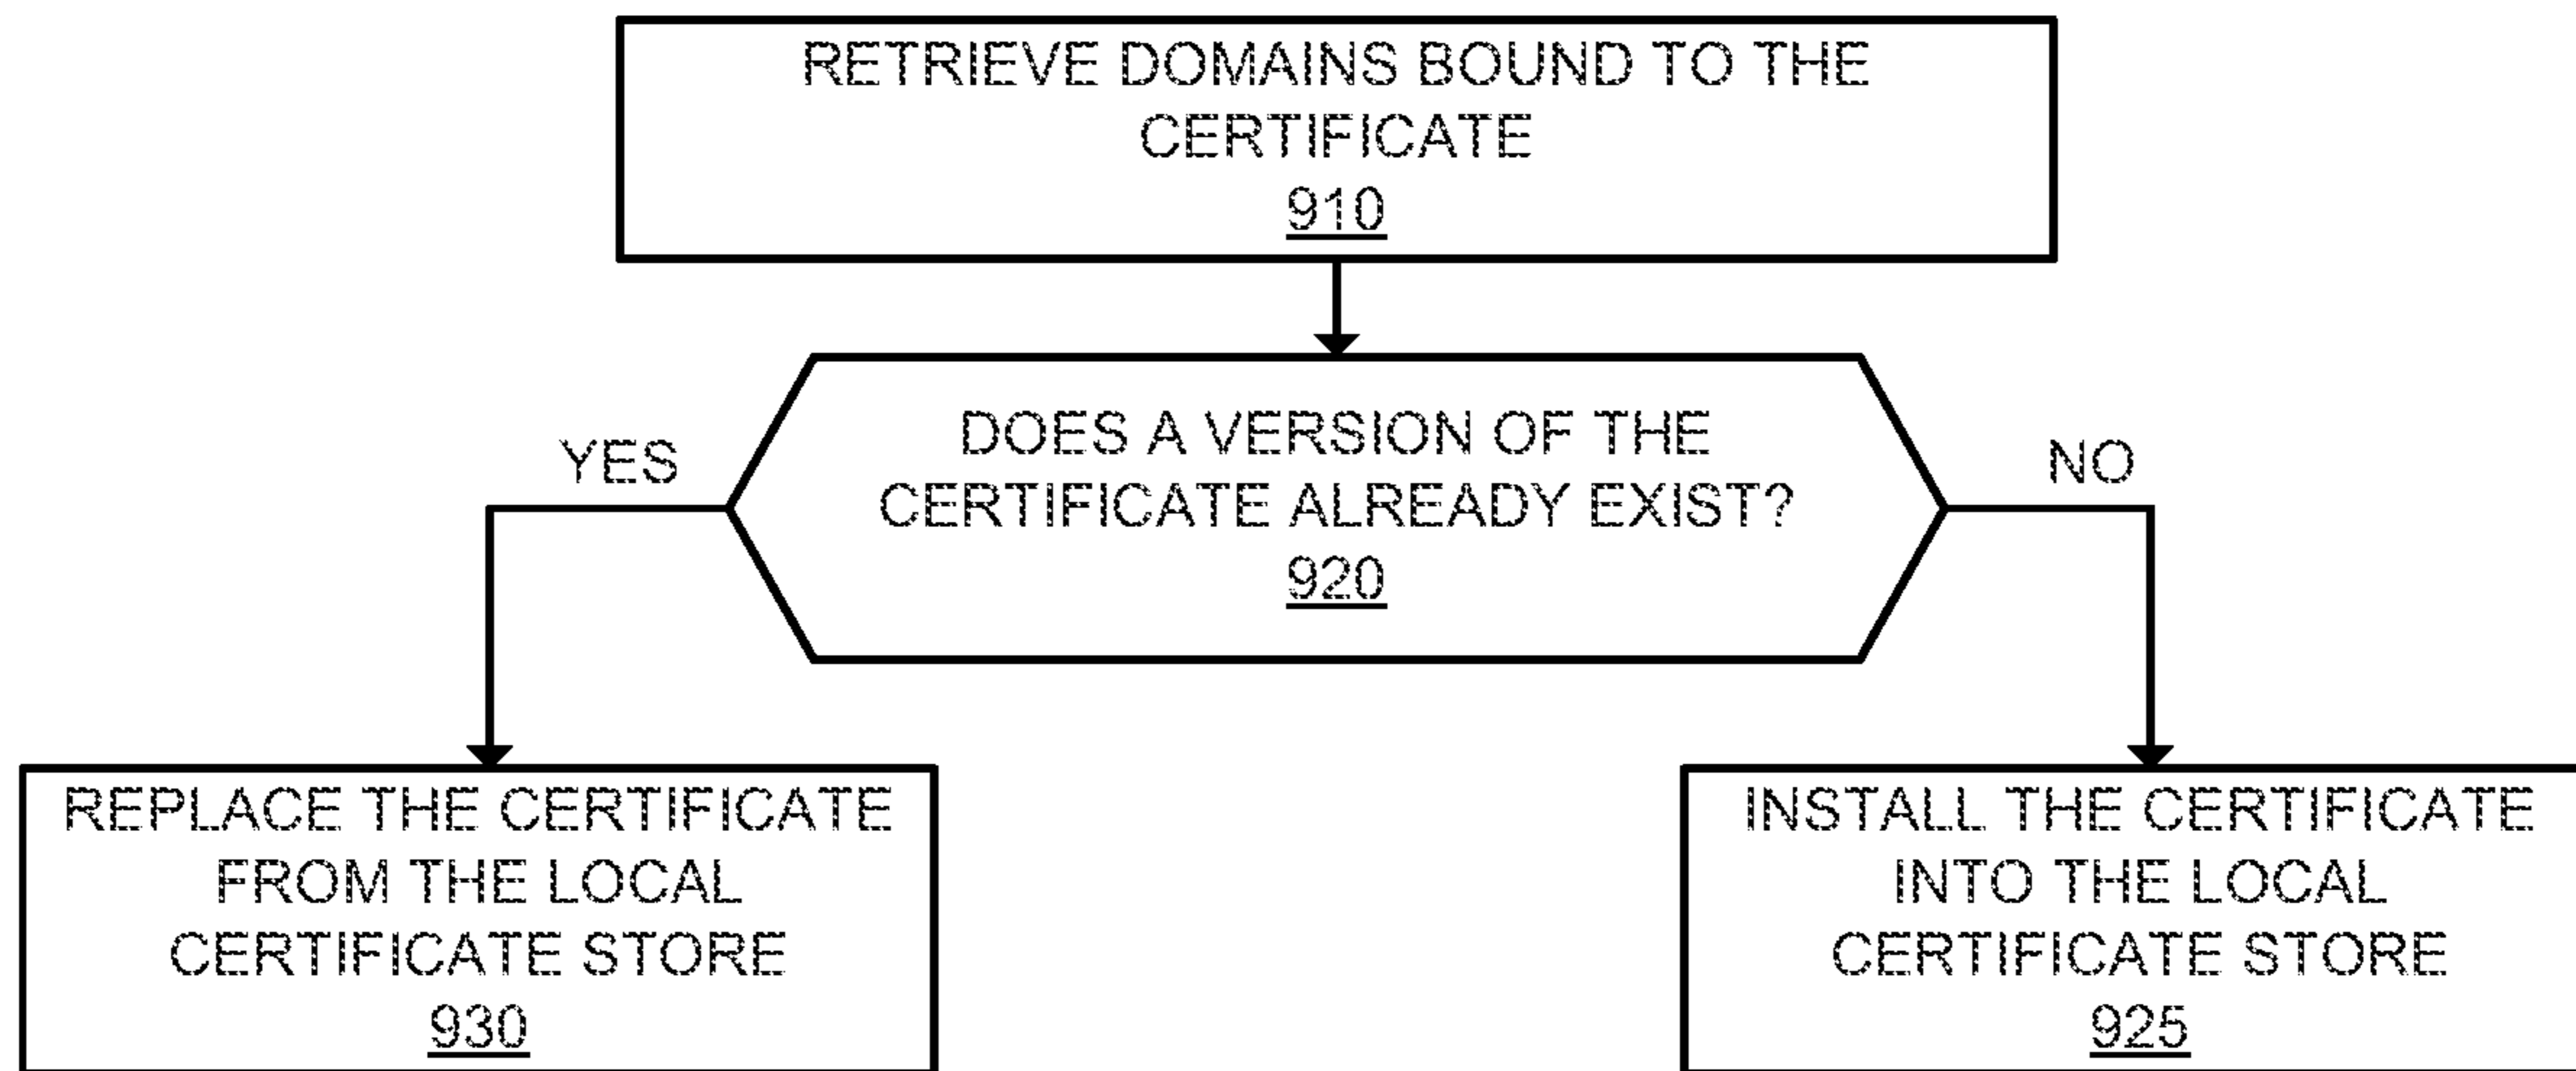 RETRIEVE DOMAINS BOUND TO THE
CERTIFICATE
910
DOES A VERSION OF THE
CERTIFICATE ALREADY EXIST?
920
YES
NO
REPLACE THE CERTIFICATE
FROM THE LOCAL
CERTIFICATE STORE
930
INSTALL THE CERTIFICATE
INTO THE LOCAL
CERTIFICATE STORE
925